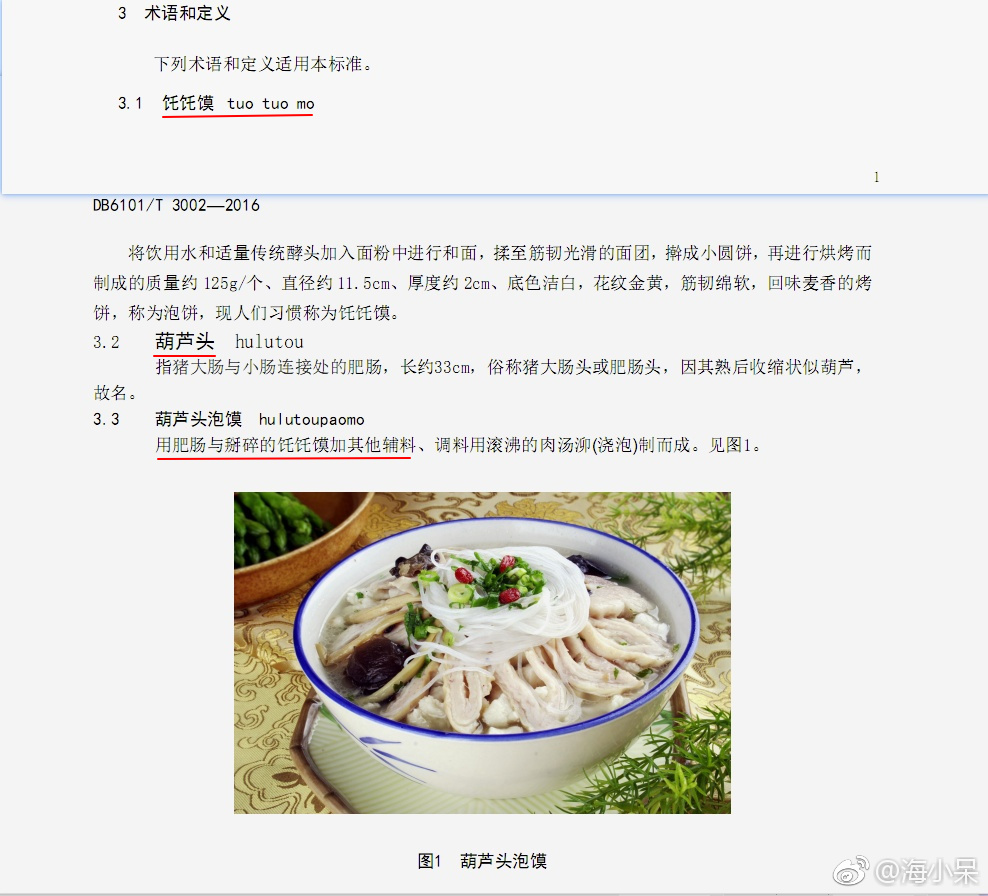 3 术语和定义
下列术语和定义适用本标准。
3.1 饦饦馍 tuo tuo mo
1
DB6101/T 3002—2016
将饮用水和适量传统酵头加入面粉中进行和面，揉至筋韧光滑的面团，擀成小圆饼，再进行烘烤而
制成的质量约 125g/个、直径约 11.5cm、厚度约 2cm、底色洁白，花纹金黄，筋韧绵软，回味麦香的烤
饼，称为泡饼，现人们习惯称为饦饦馍。
3.2 葫芦头 hulutou
指猪大肠与小肠连接处的肥肠，长约33cm，俗称猪大肠头或肥肠头，因其熟后收缩状似葫芦，
故名。
3.3 葫芦头泡馍 hulutoupaomo
用肥肠与掰碎的饦饦馍加其他辅料、调料用滚沸的肉汤泖(浇泡)制而成。见图1。
图1 葫芦头泡馍
@海小呆